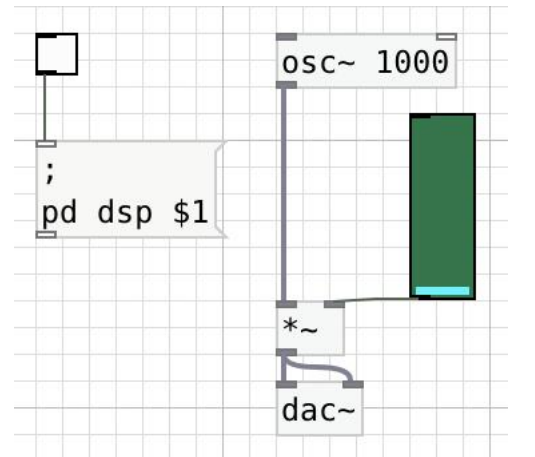 osc~ 1000
;
pd dsp $1
*~
dac~